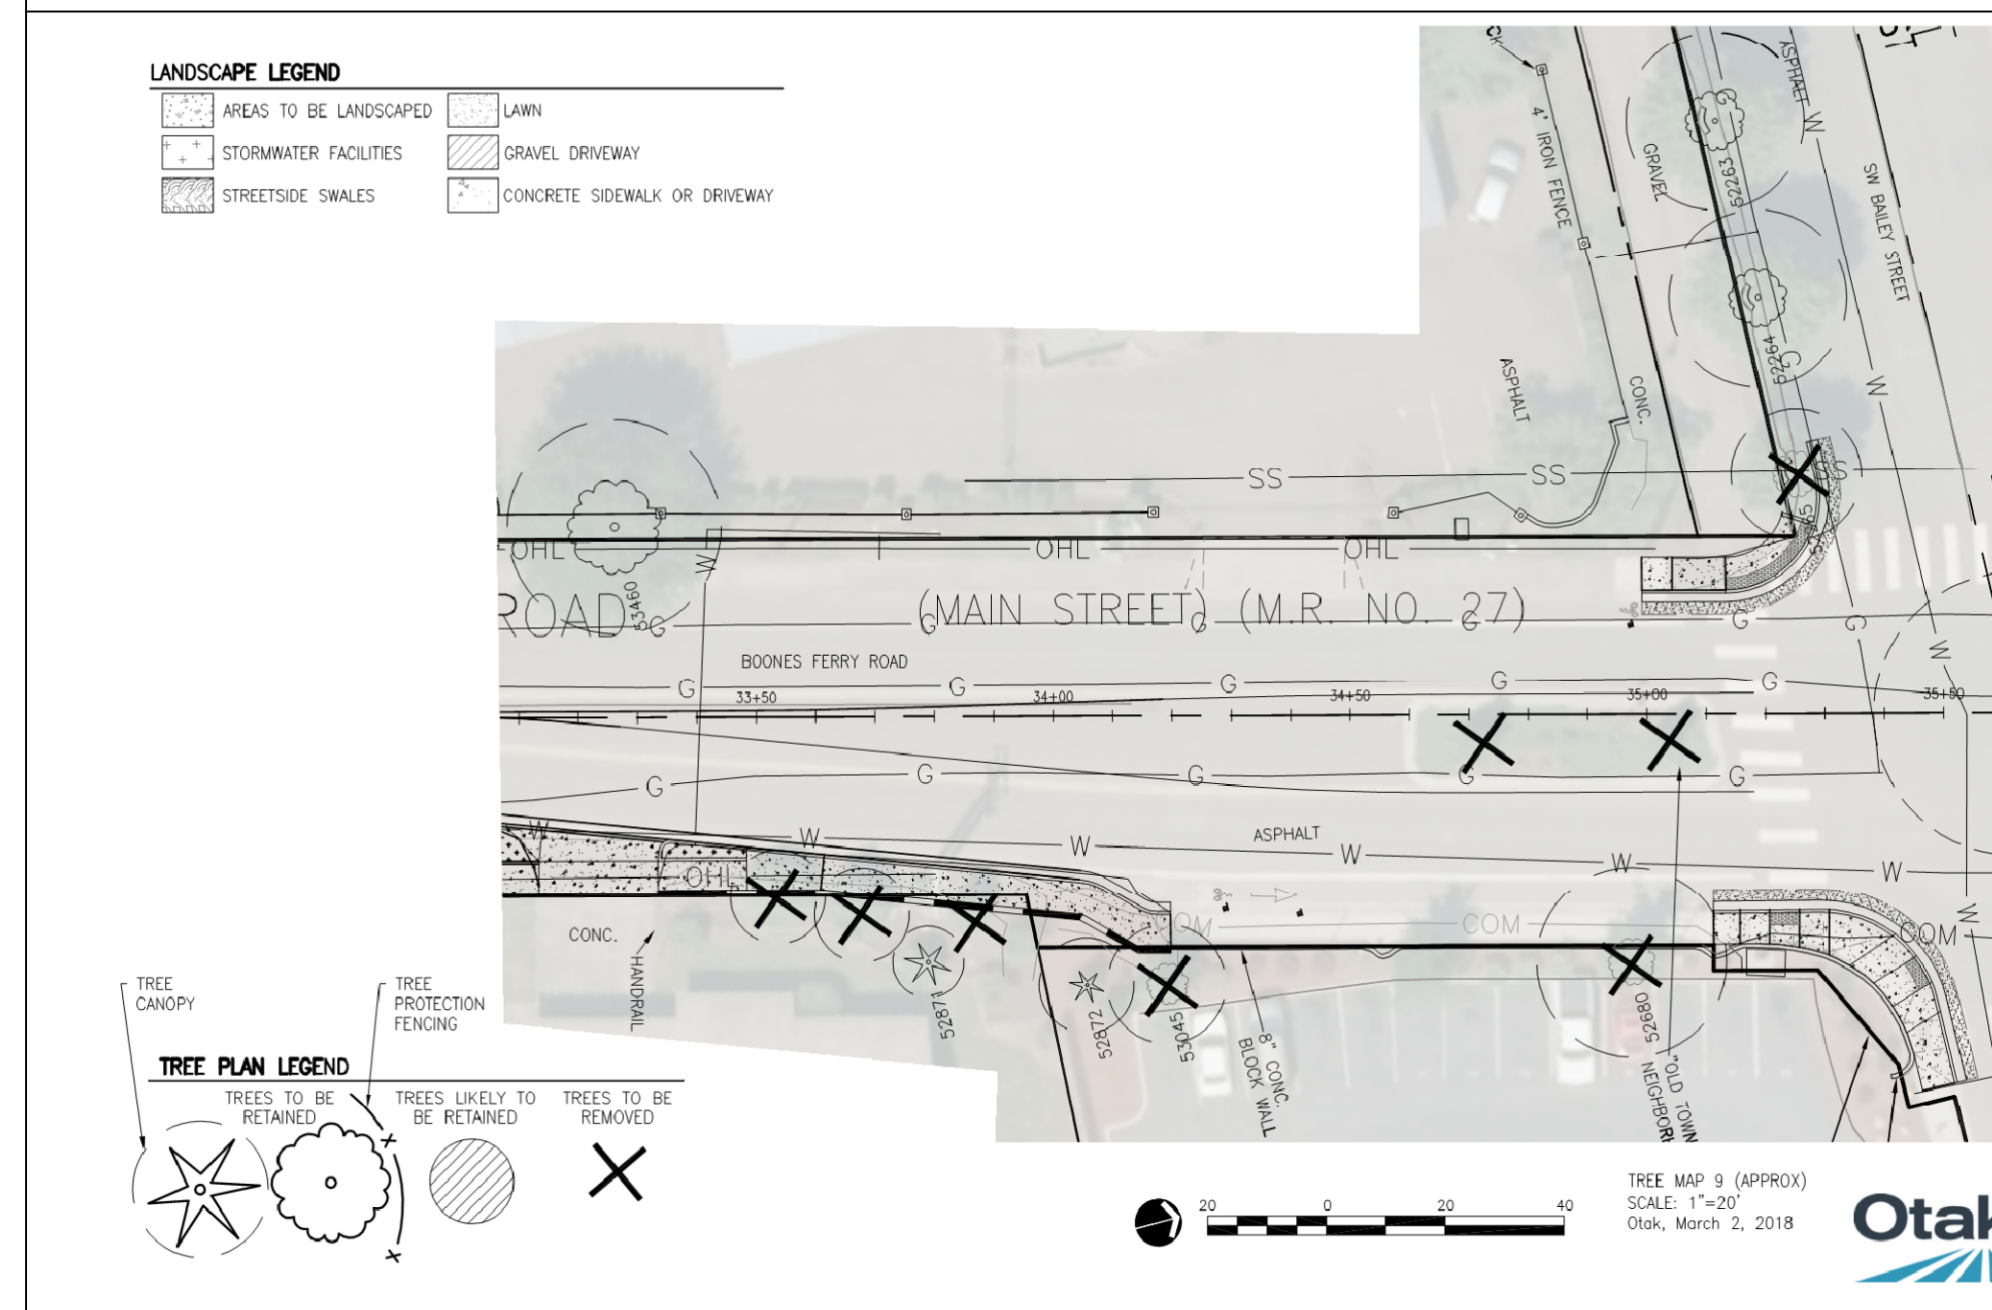 LANDSCAPE LEGEND
AREAS TO BE LANDSCAPED
LAWN
STORMWATER FACILITIES
GRAVEL DRIVEWAY
STREETSIDE SWALES
CONCRETE SIDEWALK OR DRIVEWAY
4' IRON FENCE
GRAVEL
ASPHALT
W
G
52263
SW BAILEY STREET
52264
G
W
ASPHALT
CONC.
SS
SS
OHL
OHL
OHL
W
53460
ROAD
(MAIN STREET) (M.R. NO. 27)
G
G
G
G
G
G
W
BOONES FERRY ROAD
G
G
G
G
G
33+50
34+00
34+50
35+00
35+50
G
G
G
G
G
W
W
W
W
W
W
ASPHALT
OHL
COM
COM
COM
W
CONC.
HANDRAIL
52871
52872
53045
8" CONC.
BLOCK WALL
52680
"OLD TOWN
TREE
CANOPY
TREE
PROTECTION
FENCING
TREE PLAN LEGEND
TREES TO BE
RETAINED
TREES LIKELY TO
BE RETAINED
TREES TO BE
REMOVED
20
0
20
40
TREE MAP 9 (APPROX)
SCALE: 1"=20'
Otak, March 2, 2018
Otak